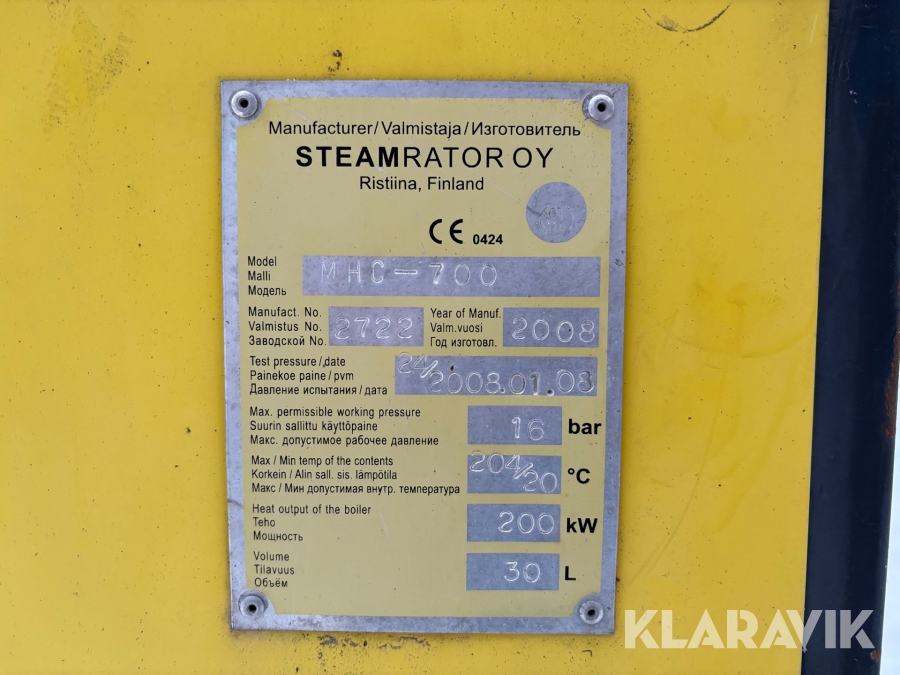 Manufacturer/Valmistaja/Изготовитель
STEAMRATOR OY
Ristiina, Finland
CE 0424
Model
Malli
Модель
MHC-700
Manufact. No.
Valmistus No.
Заводской No.
2722
Year of Manuf.
Valm.vuosi
Год изготовл.
2008
Test pressure / date
Painekoe paine / pvm
Давление испытания / дата
24/2008.01.08
Max. permissible working pressure
Suurin sallittu käyttöpaine
Макс. допустимое рабочее давление
16 bar
Max / Min temp of the contents
Korkein / Alin sall. sis. lämpötila
Макс / Мин допустимая внутр. температура
204/20 °C
Heat output of the boiler
Teho
Мощность
200 kW
Volume
Tilavuus
Объём
30 L
KLARAVIK